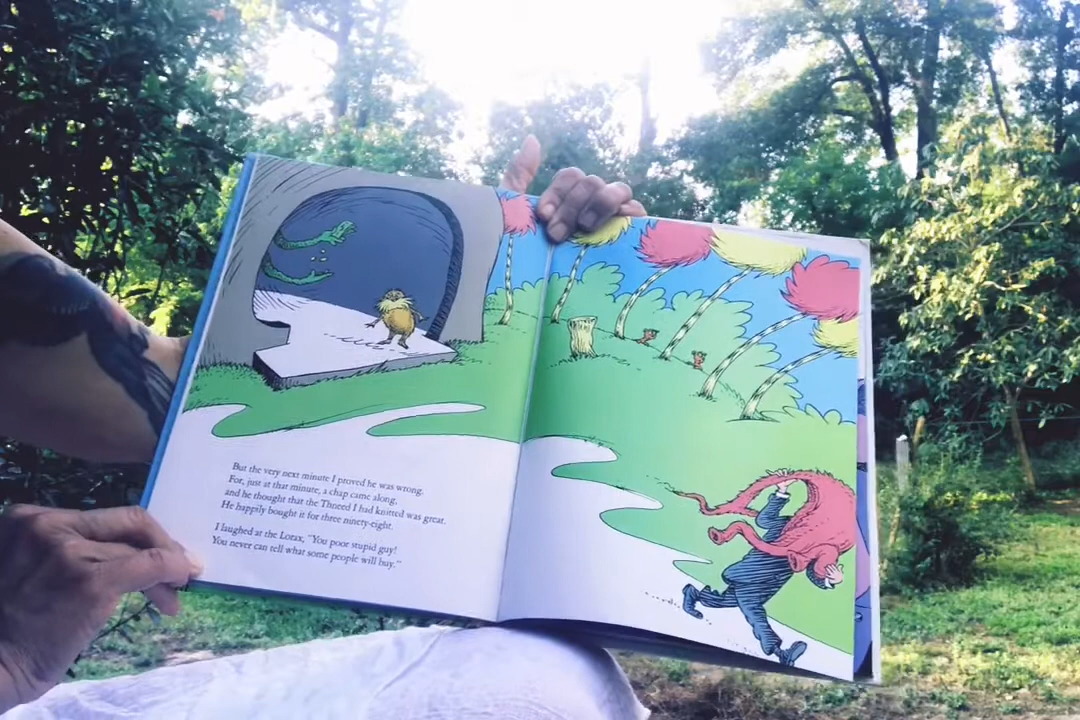 But the very next minute I proved he was wrong.
For, just at that minute, a chap came along,
and he thought that the Thneed I had knitted was great.
He happily bought it for three ninety-eight.
I laughed at the Lorax, "You poor stupid guy!
You never can tell what some people will buy."